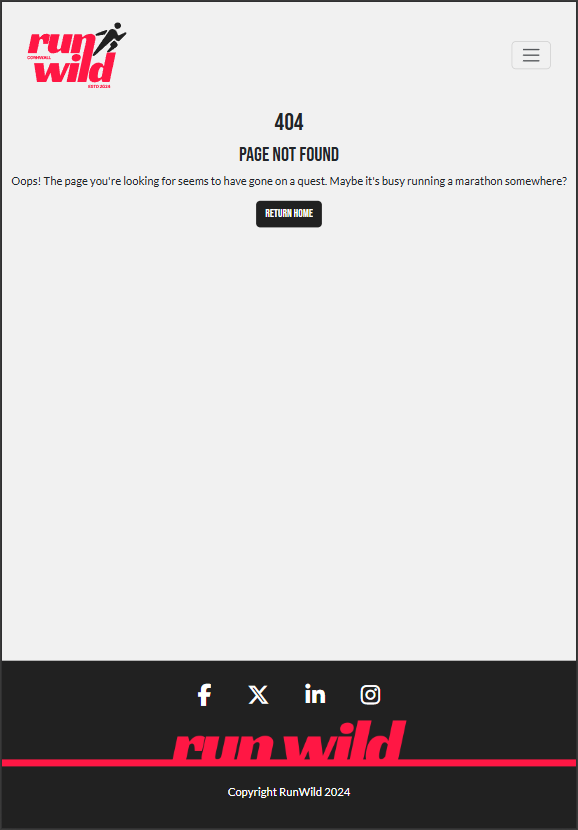 run
CORNWALL
wild
ESTD 2024
404
PAGE NOT FOUND
Oops! The page you're looking for seems to have gone on a quest. Maybe it's busy running a marathon somewhere?
RETURN HOME
run wild
Copyright RunWild 2024